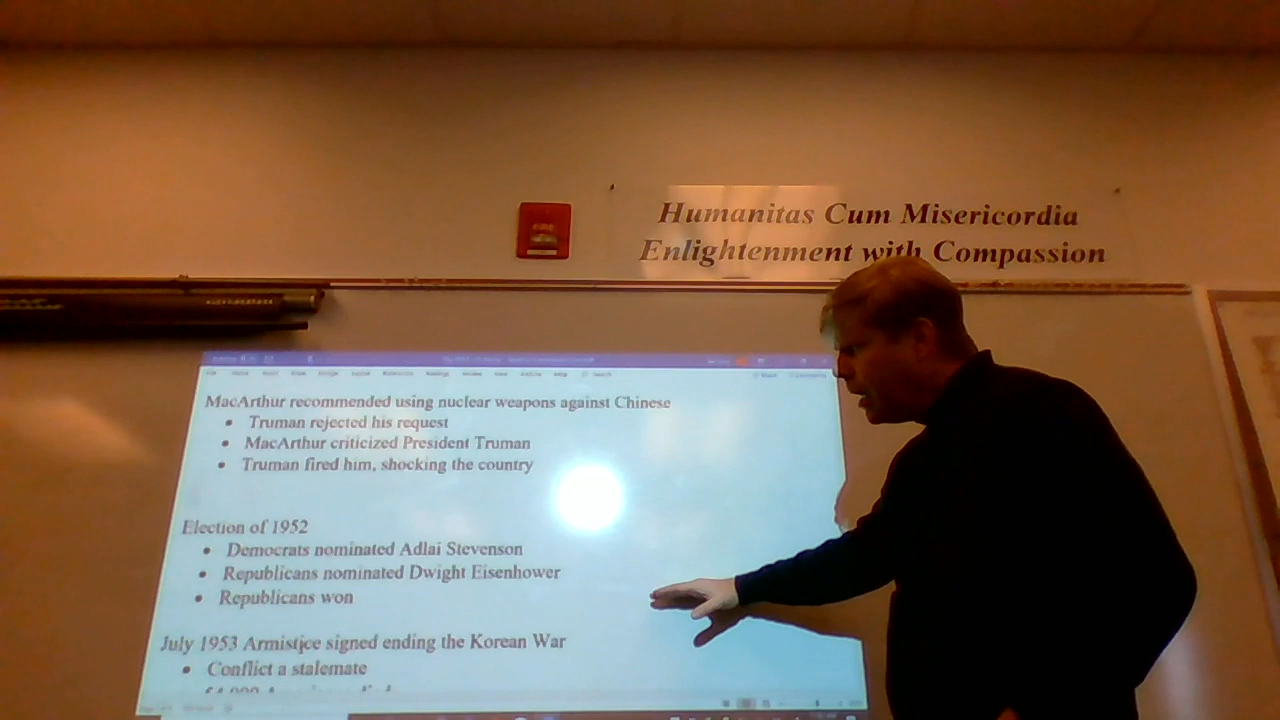 Humanitas Cum Misericordia
Enlightenment with Compassion
MacArthur recommended using nuclear weapons against Chinese
• Truman rejected his request
• MacArthur criticized President Truman
• Truman fired him, shocking the country
Election of 1952
• Democrats nominated Adlai Stevenson
• Republicans nominated Dwight Eisenhower
• Republicans won
July 1953 Armistice signed ending the Korean War
• Conflict a stalemate